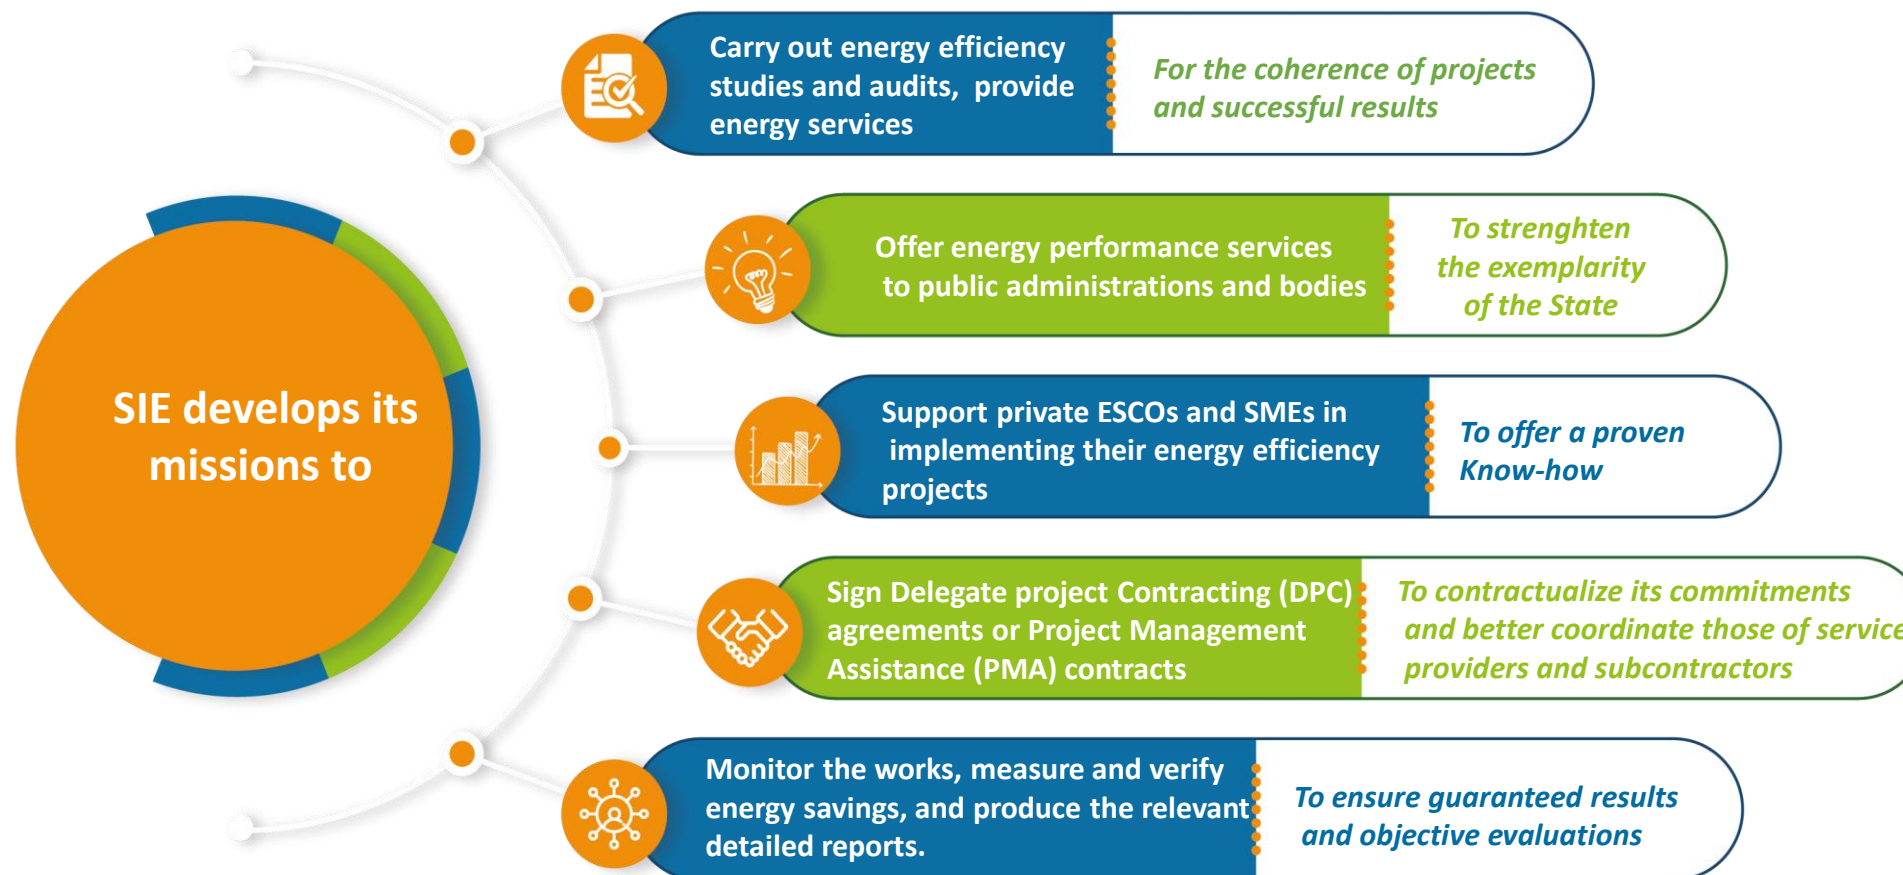 SIE develops its
missions to
Carry out energy efficiency
studies and audits, provide
energy services
For the coherence of projects
and successful results
Offer energy performance services
to public administrations and bodies
To strenghten
the exemplarity
of the State
Support private ESCOs and SMEs in
implementing their energy efficiency
projects
To offer a proven
Know-how
Sign Delegate project Contracting (DPC)
agreements or Project Management
Assistance (PMA) contracts
To contractualize its commitments
and better coordinate those of service
providers and subcontractors
Monitor the works, measure and verify
energy savings, and produce the relevant
detailed reports.
To ensure guaranteed results
and objective evaluations